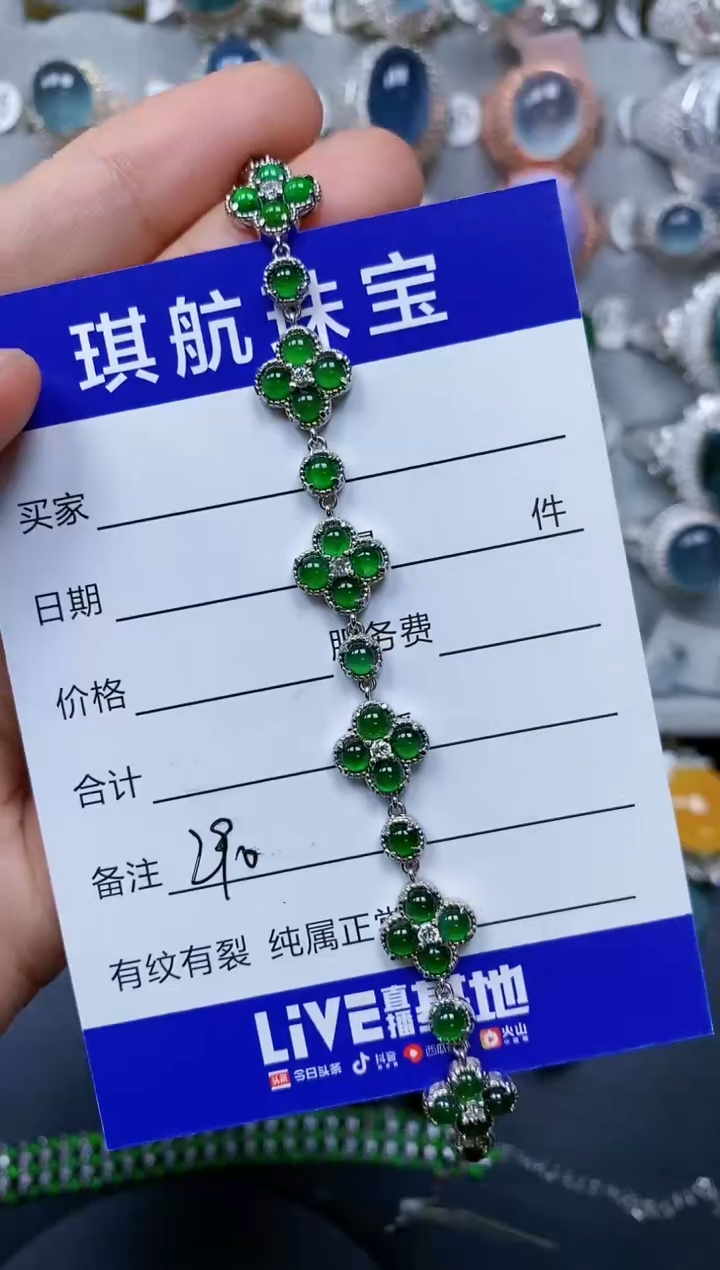 琪航珠宝
买家
件
日期
服务费
价格
合计
备注
有纹有裂 纯属正常
LiVE直播基地
头条 今日头条 抖音 西瓜 火山